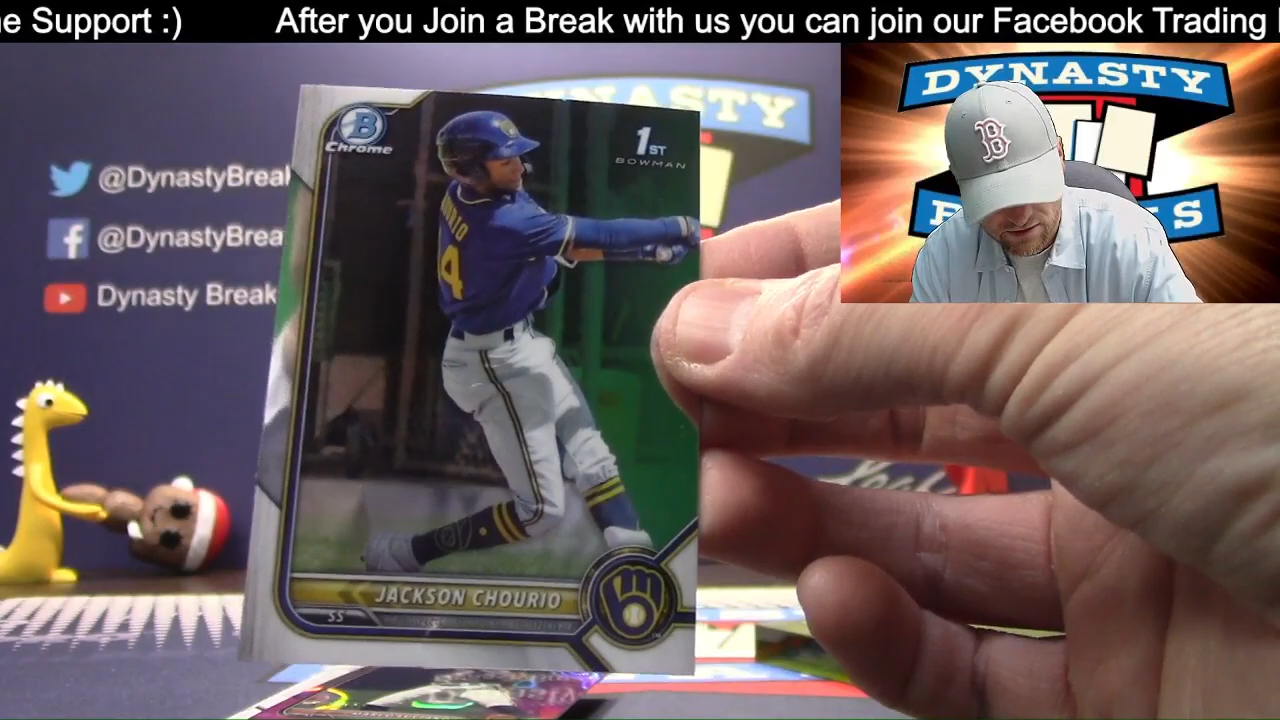 e Support :) After you Join a Break with us you can join our Facebook Trading
@DynastyBreak
@DynastyBrea
Dynasty Break
DYNASTY
B
Chrome
1ST
BOWMAN
4
JACKSON CHOURIO
SS
DYNASTY
B
S